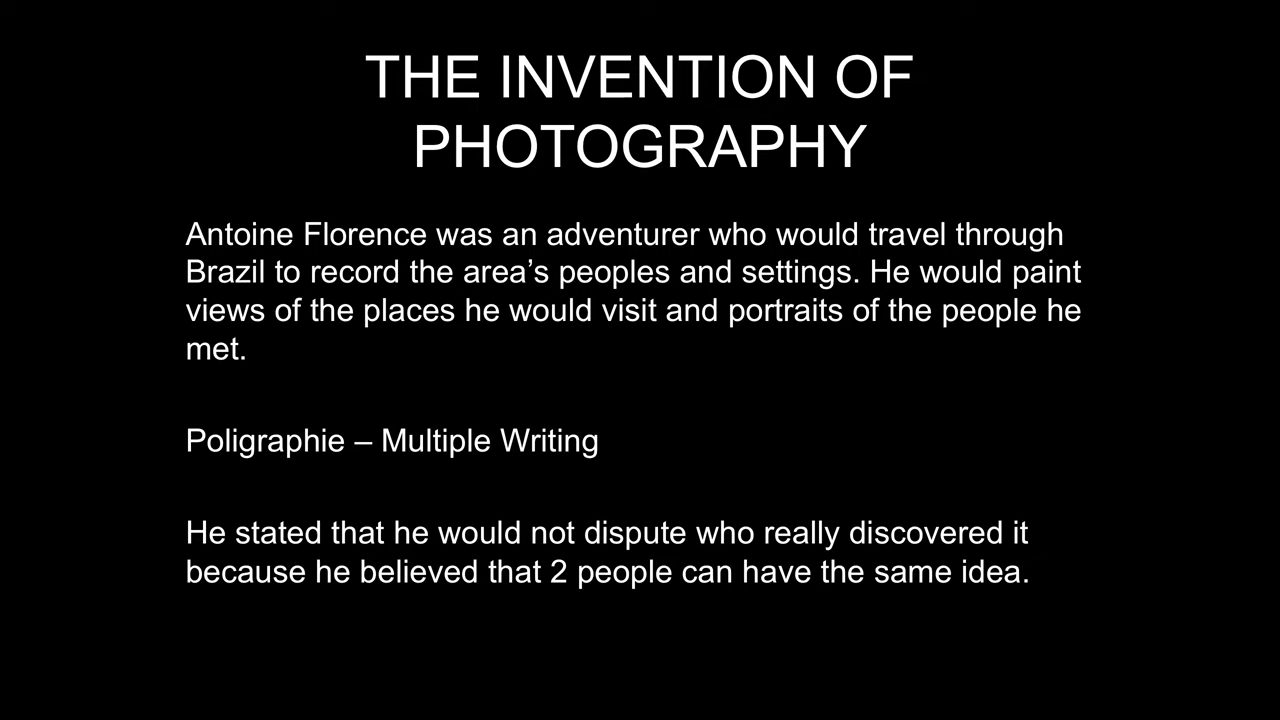 THE INVENTION OF
PHOTOGRAPHY
Antoine Florence was an adventurer who would travel through
Brazil to record the area’s peoples and settings. He would paint
views of the places he would visit and portraits of the people he
met.
Poligraphie – Multiple Writing
He stated that he would not dispute who really discovered it
because he believed that 2 people can have the same idea.